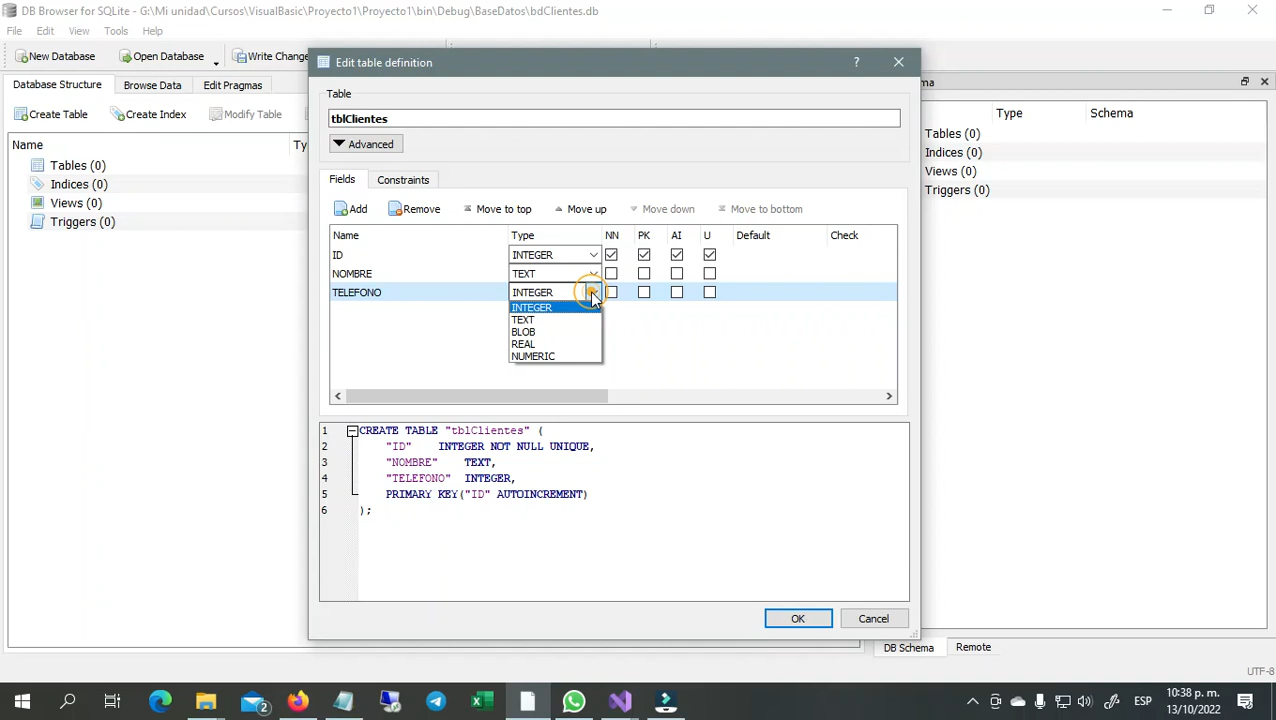 DB Browser for SQLite - G:\Mi unidad\Cursos\VisualBasic\Proyecto1\Proyecto1\bin\Debug\BaseDatos\bdClientes.db
File Edit View Tools Help
New Database Open Database Write Change
Edit table definition ?
Database Structure Browse Data Edit Pragmas
Create Table Create Index Modify Table
Name Ty
Tables (0)
Indices (0)
Views (0)
Triggers (0)
Table
tblClientes
Advanced
Fields Constraints
Add Remove Move to top Move up Move down Move to bottom
Name Type NN PK AI U Default Check
ID INTEGER
NOMBRE TEXT
TELEFONO INTEGER
INTEGER
TEXT
BLOB
REAL
NUMERIC
1 CREATE TABLE "tblClientes" (
2 "ID" INTEGER NOT NULL UNIQUE,
3 "NOMBRE" TEXT,
4 "TELEFONO" INTEGER,
5 PRIMARY KEY("ID" AUTOINCREMENT)
6 );
OK Cancel
ma
Type Schema
Tables (0)
Indices (0)
Views (0)
Triggers (0)
DB Schema Remote
UTF-8
2
ESP
10:38 p. m.
13/10/2022